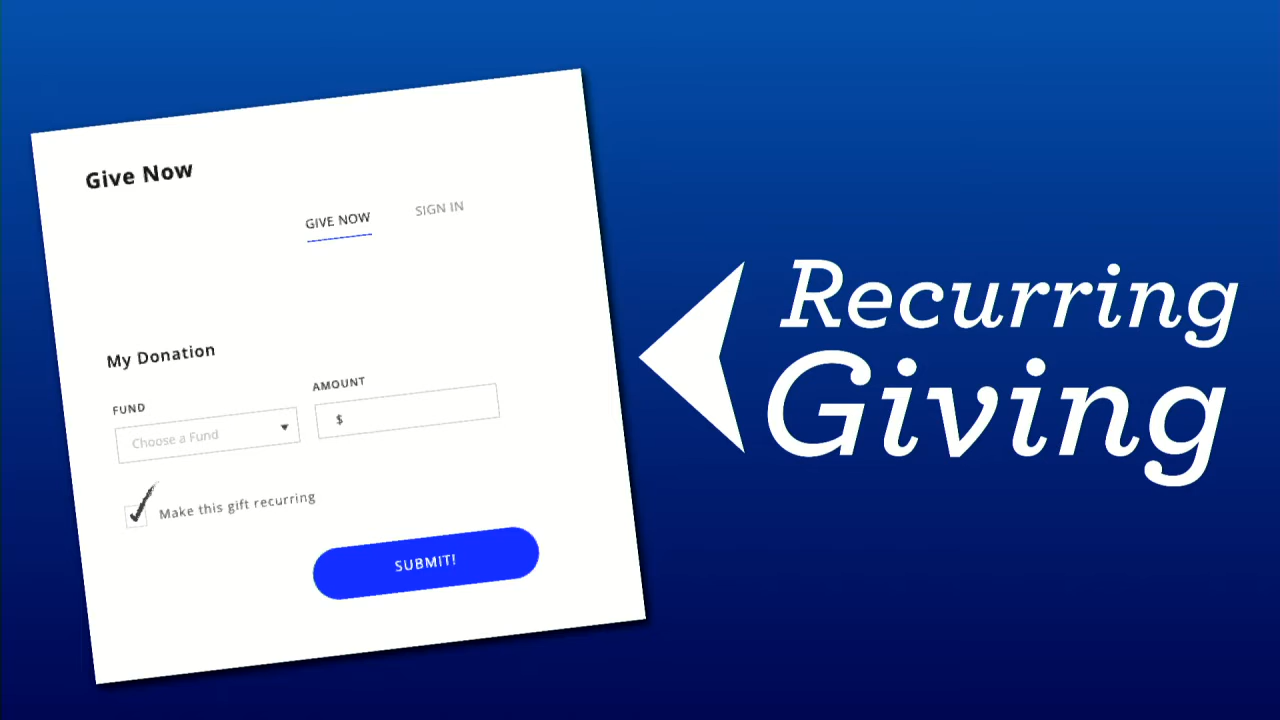 Give Now
GIVE NOW SIGN IN
My Donation
FUND AMOUNT
Choose a Fund $
Make this gift recurring
SUBMIT!
Recurring
Giving